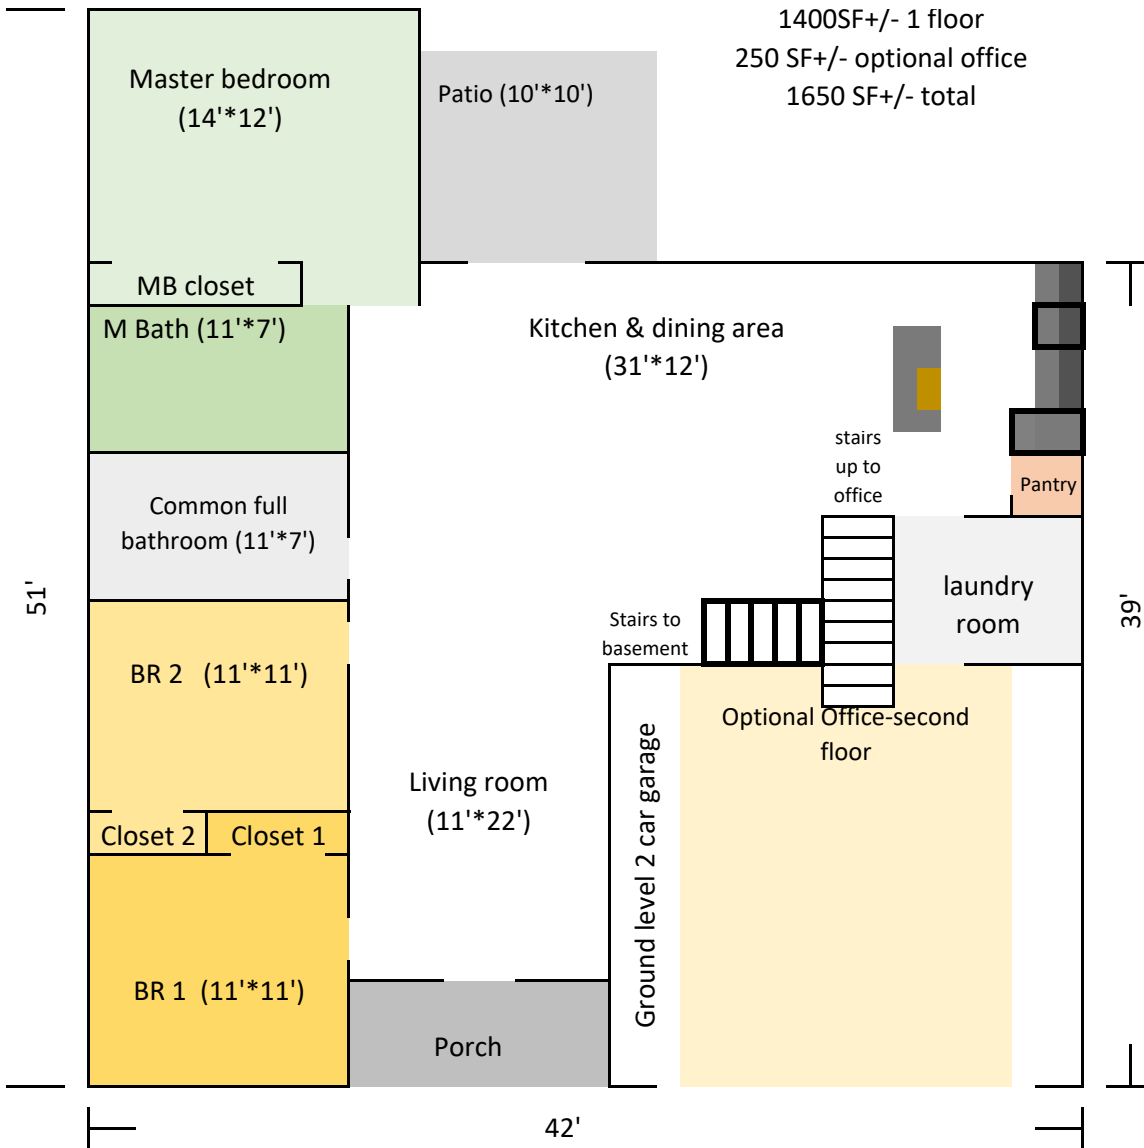 1400SF+/- 1 floor
250 SF+/- optional office
1650 SF+/- total
Master bedroom
(14'*12')
Patio (10'*10')
MB closet
M Bath (11'*7')
Kitchen & dining area
(31'*12')
stairs
up to
office
Pantry
Common full
bathroom (11'*7')
laundry
room
51'
39'
Stairs to
basement
BR 2 (11'*11')
Optional Office-second
floor
Living room
(11'*22')
Ground level 2 car garage
Closet 2
Closet 1
BR 1 (11'*11')
Porch
42'